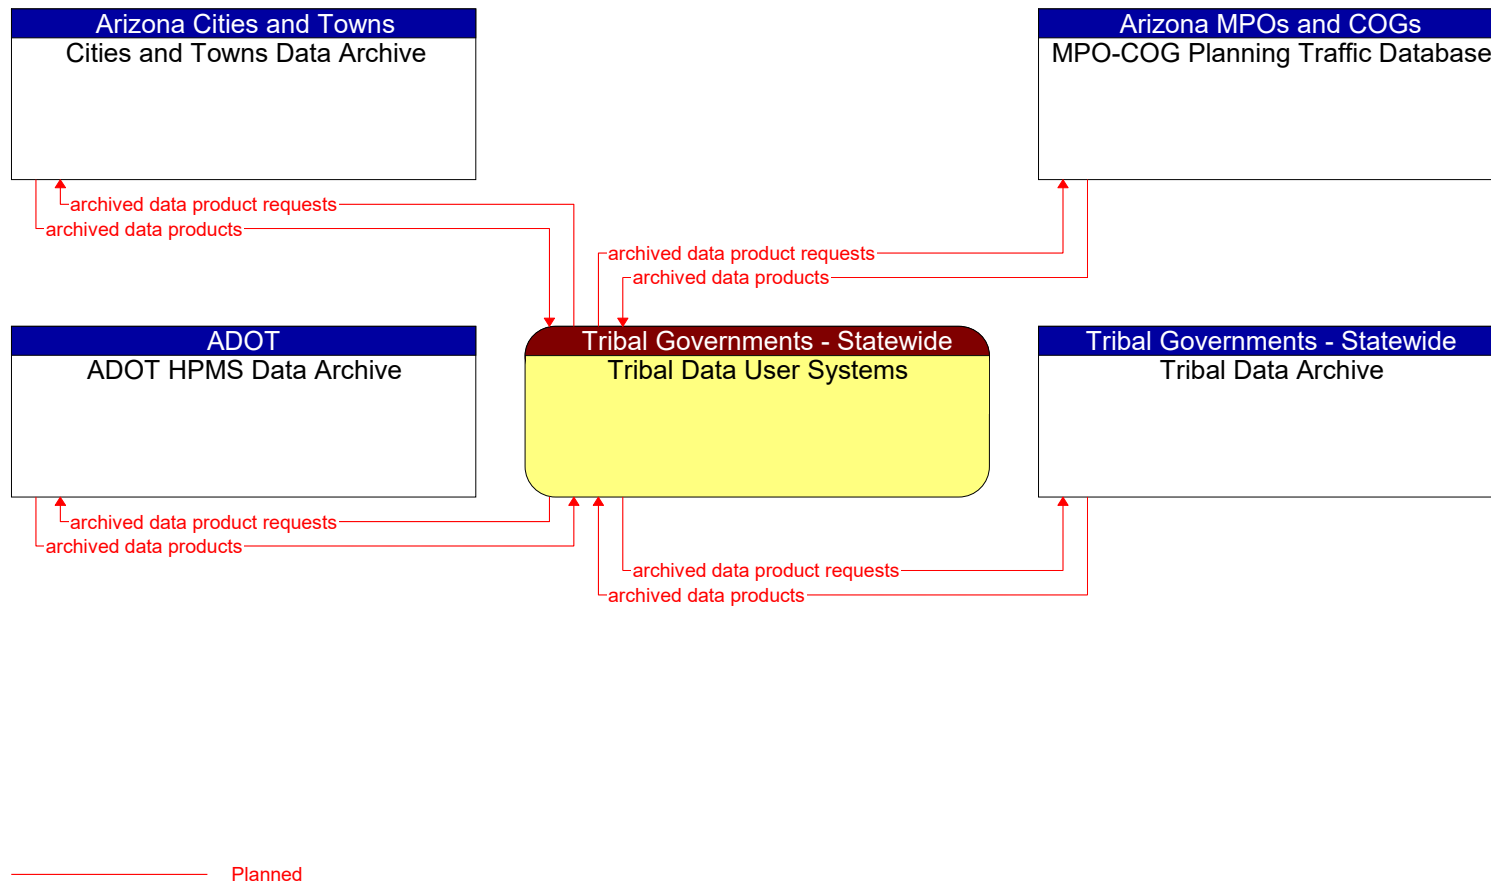 Arizona Cities and Towns
Cities and Towns Data Archive
Arizona MPOs and COGs
MPO-COG Planning Traffic Database
archived data product requests
archived data products
archived data product requests
archived data products
ADOT
ADOT HPMS Data Archive
Tribal Governments - Statewide
Tribal Data User Systems
Tribal Governments - Statewide
Tribal Data Archive
archived data product requests
archived data products
archived data product requests
archived data products
Planned